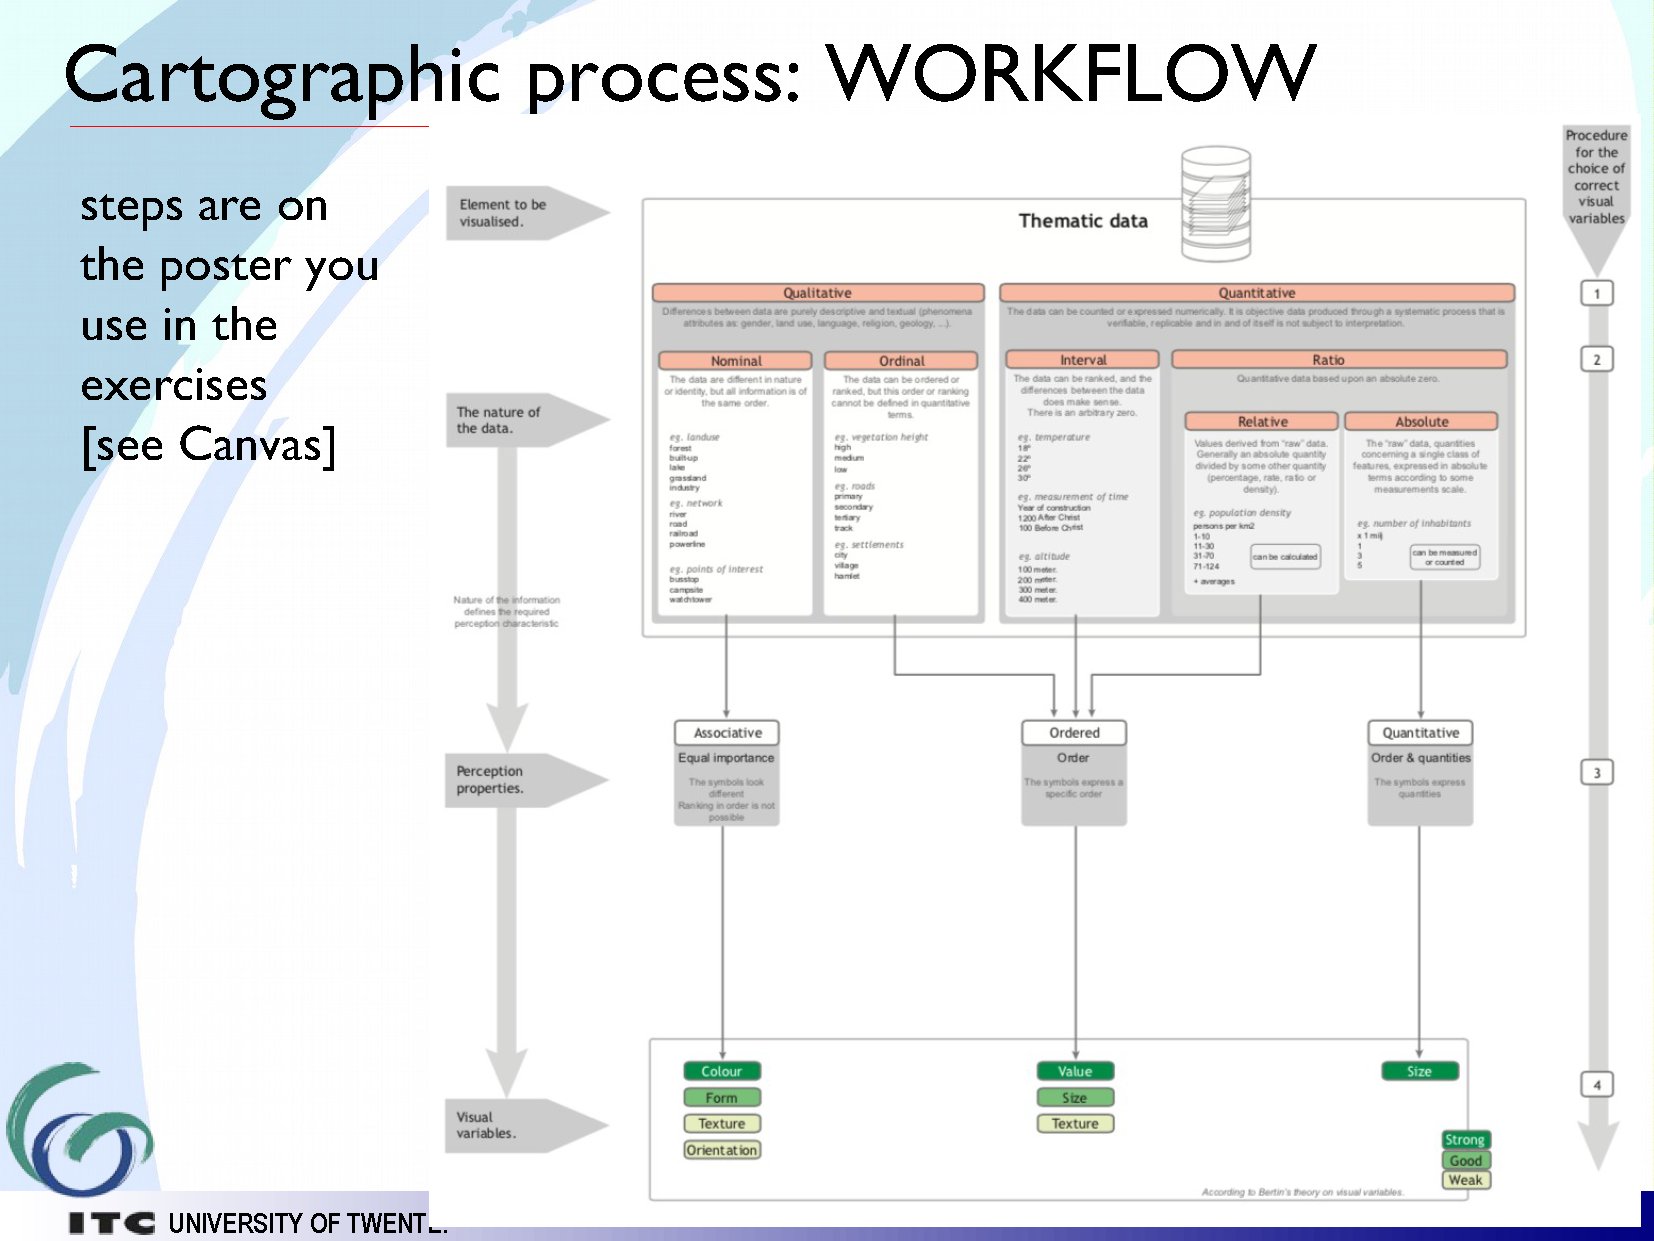 Cartographic process: WORKFLOW
steps are on
the poster you
use in the
exercises
[see Canvas]
Element to be
visualised.
Thematic data
Procedure
for the
choice of
correct
visual
variables
1
Qualitative
Differences between data are purely descriptive and textual (phenomena
attributes as: gender, land use, language, religion, geology, ...).
Quantitative
The data can be counted or expressed numerically. It is objective data produced through a systematic process that is
verifiable, replicable and in and of itself is not subject to interpretation.
2
The nature of
the data.
Nominal
The data are different in nature
or identity, but all information is of
the same order.
eg. landuse
forest
built-up
lake
grassland
industry
eg. network
river
road
railroad
powerline
eg. points of interest
busstop
campsite
watchtower
Ordinal
The data can be ordered or
ranked, but this order or ranking
cannot be defined in quantitative
terms.
eg. vegetation height
high
medium
low
eg. roads
primary
secondary
tertiary
track
eg. settlements
city
village
hamlet
Interval
The data can be ranked, and the
differences between the data
does make sense.
There is an arbitrary zero.
eg. temperature
18°
22°
26°
30°
eg. measurement of time
Year of construction
1200 After Christ
100 Before Christ
eg. altitude
100 meter.
200 meter.
300 meter.
400 meter.
Ratio
Quantitative data based upon an absolute zero.
Relative
Values derived from "raw" data.
Generally an absolute quantity
divided by some other quantity
(percentage, rate, ratio or
density).
eg. population density
persons per km2
1-10
11-30
31-70
71-124
+ averages
can be calculated
Absolute
The "raw" data, quantities
concerning a single class of
features, expressed in absolute
terms according to some
measurements scale.
eg. number of inhabitants
x 1 milj
1
3
5
can be measured
or counted
Nature of the information
defines the required
perception characteristic
Perception
properties.
Associative
Equal importance
The symbols look
different
Ranking in order is not
possible
Ordered
Order
The symbols express a
specific order
Quantitative
Order & quantities
The symbols express
quantities
3
Visual
variables.
Colour
Form
Texture
Orientation
Value
Size
Texture
Size
4
Strong
Good
Weak
According to Bertin's theory on visual variables.
ITC UNIVERSITY OF TWENTE.